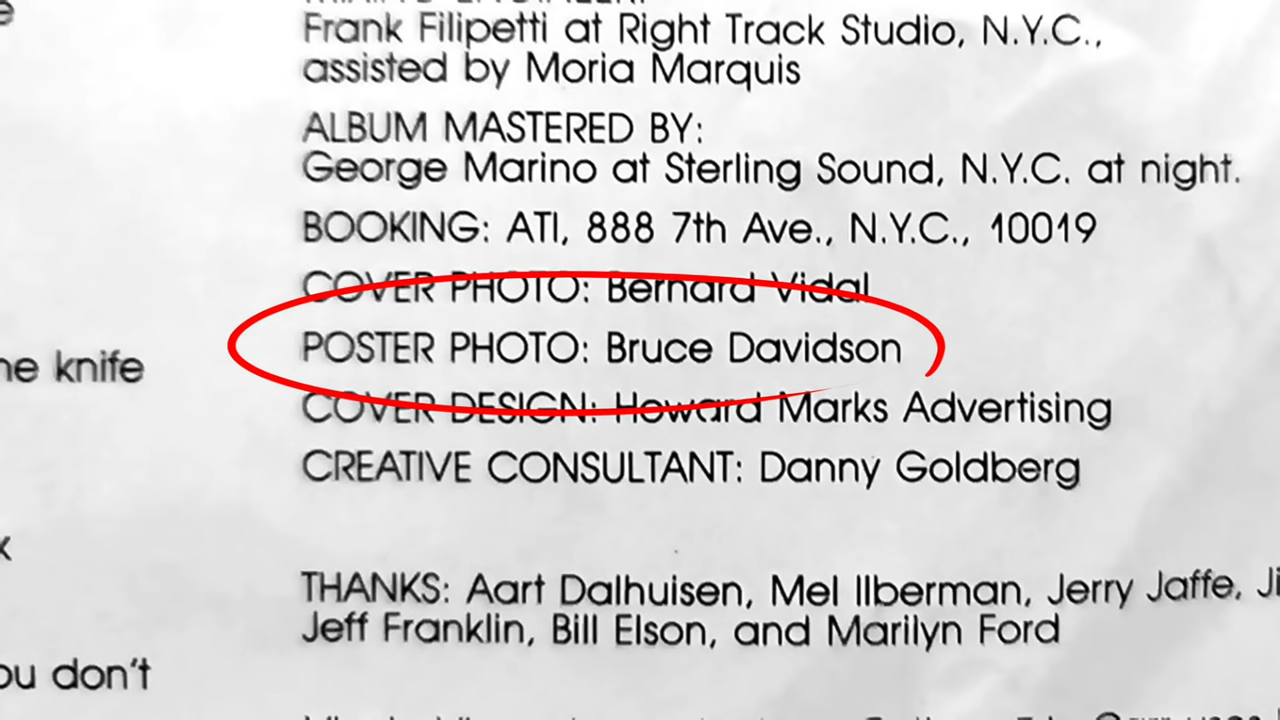 Frank Filipetti at Right Track Studio, N.Y.C.,
assisted by Moria Marquis
ALBUM MASTERED BY:
George Marino at Sterling Sound, N.Y.C. at night.
BOOKING: ATI, 888 7th Ave., N.Y.C., 10019
COVER PHOTO: Bernard Vidal
POSTER PHOTO: Bruce Davidson
knife
COVER DESIGN: Howard Marks Advertising
CREATIVE CONSULTANT: Danny Goldberg
THANKS: Aart Dalhuisen, Mel Ilberman, Jerry Jaffe,
Jeff Franklin, Bill Elson, and Marilyn Ford
don't